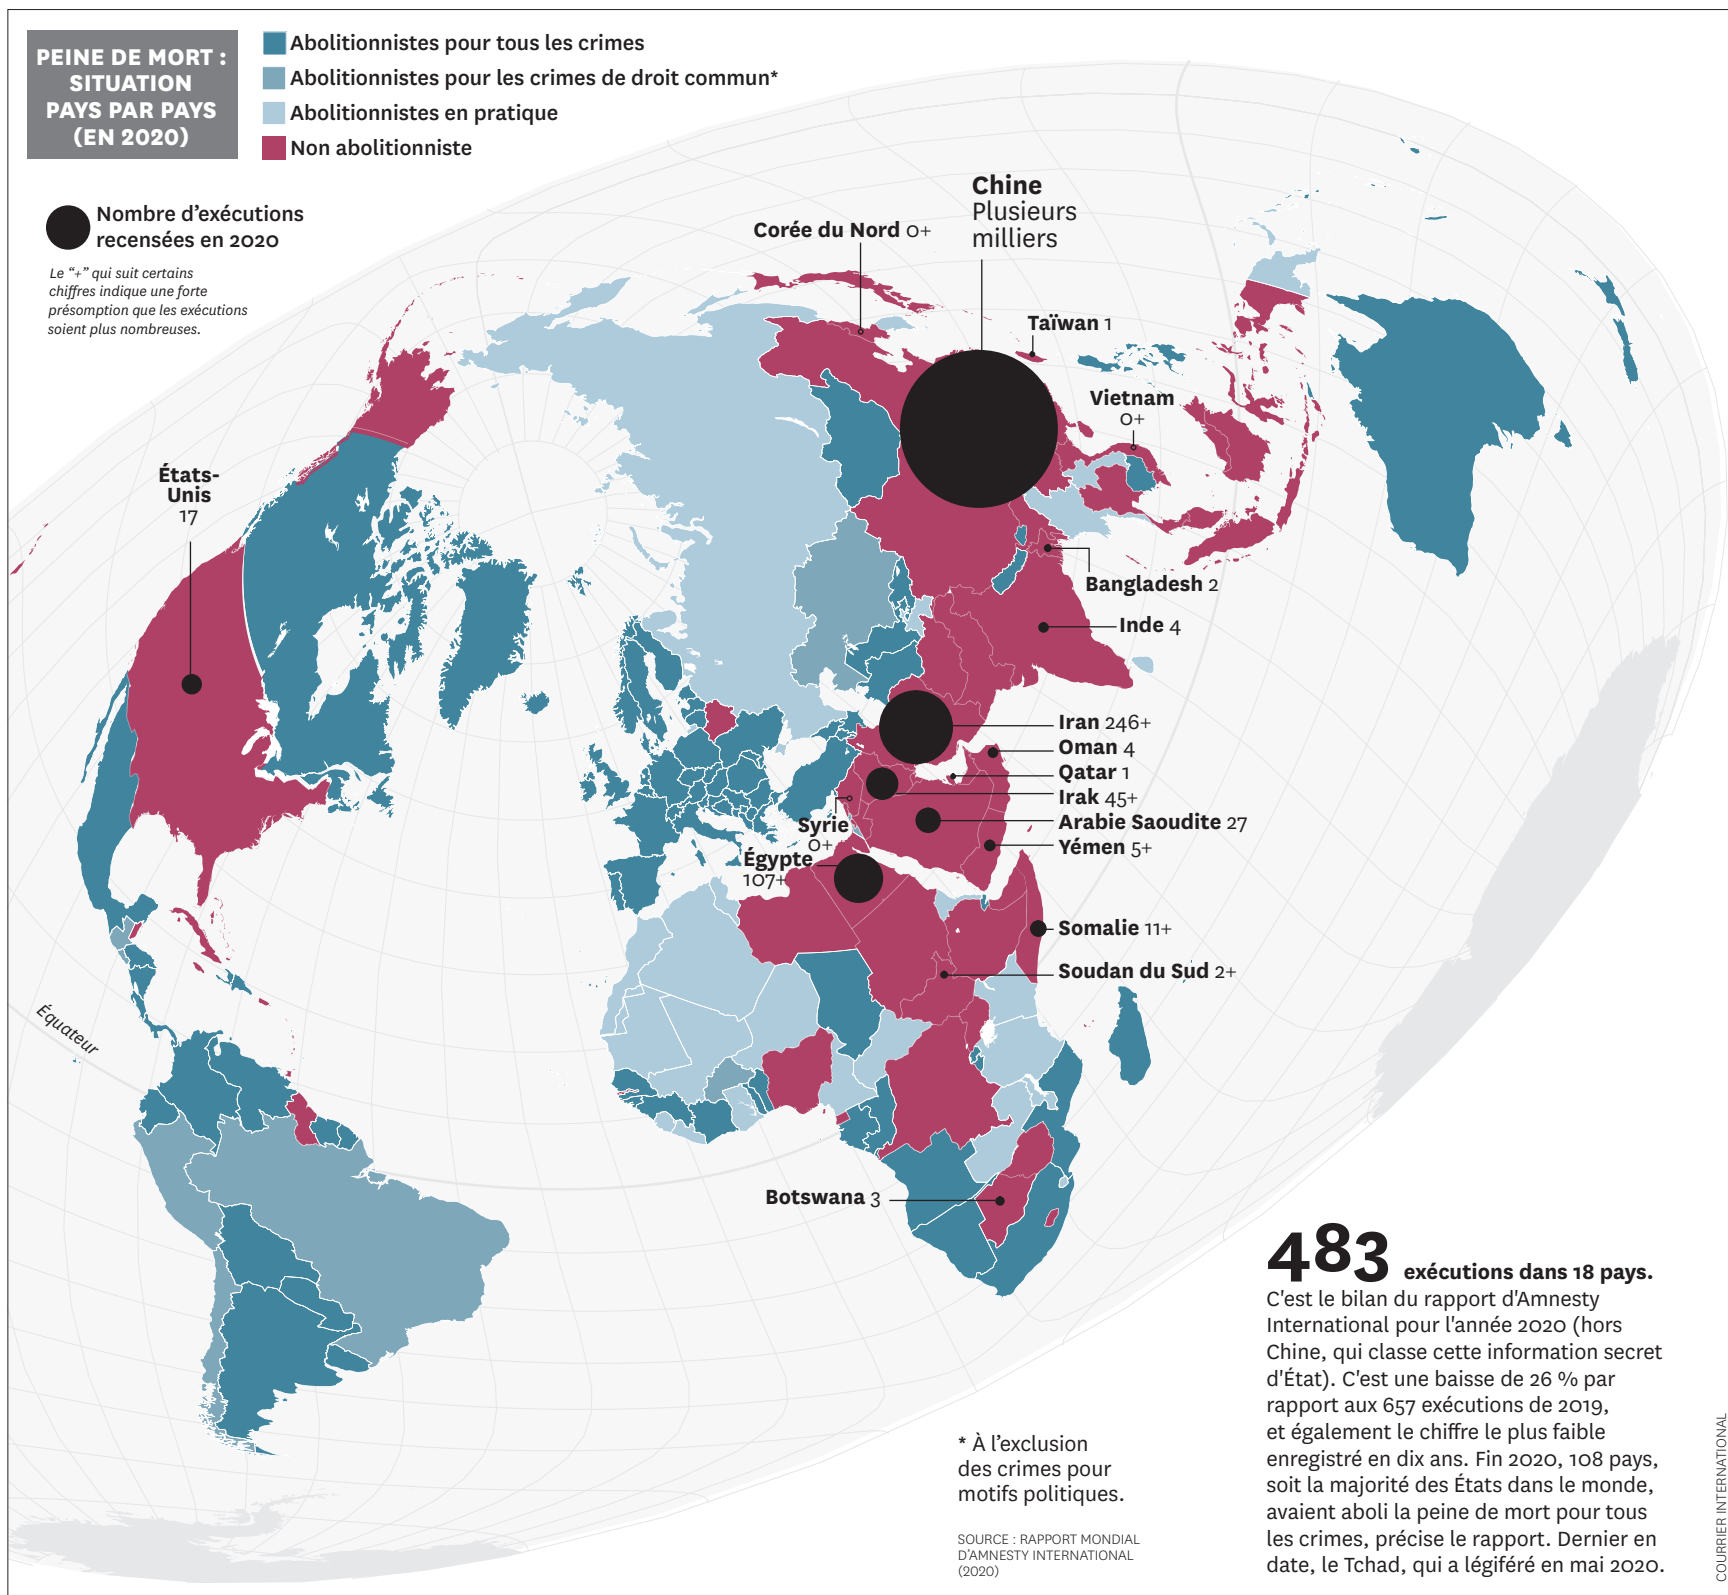 PEINE DE MORT :
SITUATION
PAYS PAR PAYS
(EN 2020)
Abolitionnistes pour tous les crimes
Abolitionnistes pour les crimes de droit commun*
Abolitionnistes en pratique
Non abolitionniste
Nombre d'exécutions
recensées en 2020
Le "+" qui suit certains
chiffres indique une forte
présomption que les exécutions
soient plus nombreuses.
Chine
Plusieurs
milliers
Corée du Nord 0+
Taïwan 1
Vietnam
0+
États-
Unis
17
Bangladesh 2
Inde 4
Iran 246+
Oman 4
Qatar 1
Irak 45+
Arabie Saoudite 27
Yémen 5+
Syrie
0+
Égypte
107+
Somalie 11+
Soudan du Sud 2+
Équateur
Botswana 3
483 exécutions dans 18 pays.
C'est le bilan du rapport d'Amnesty
International pour l'année 2020 (hors
Chine, qui classe cette information secret
d'État). C'est une baisse de 26 % par
rapport aux 657 exécutions de 2019,
et également le chiffre le plus faible
enregistré en dix ans. Fin 2020, 108 pays,
soit la majorité des États dans le monde,
avaient aboli la peine de mort pour tous
les crimes, précise le rapport. Dernier en
date, le Tchad, qui a légiféré en mai 2020.
* À l'exclusion
des crimes pour
motifs politiques.
SOURCE : RAPPORT MONDIAL
D'AMNESTY INTERNATIONAL
(2020)
COURRIER INTERNATIONAL